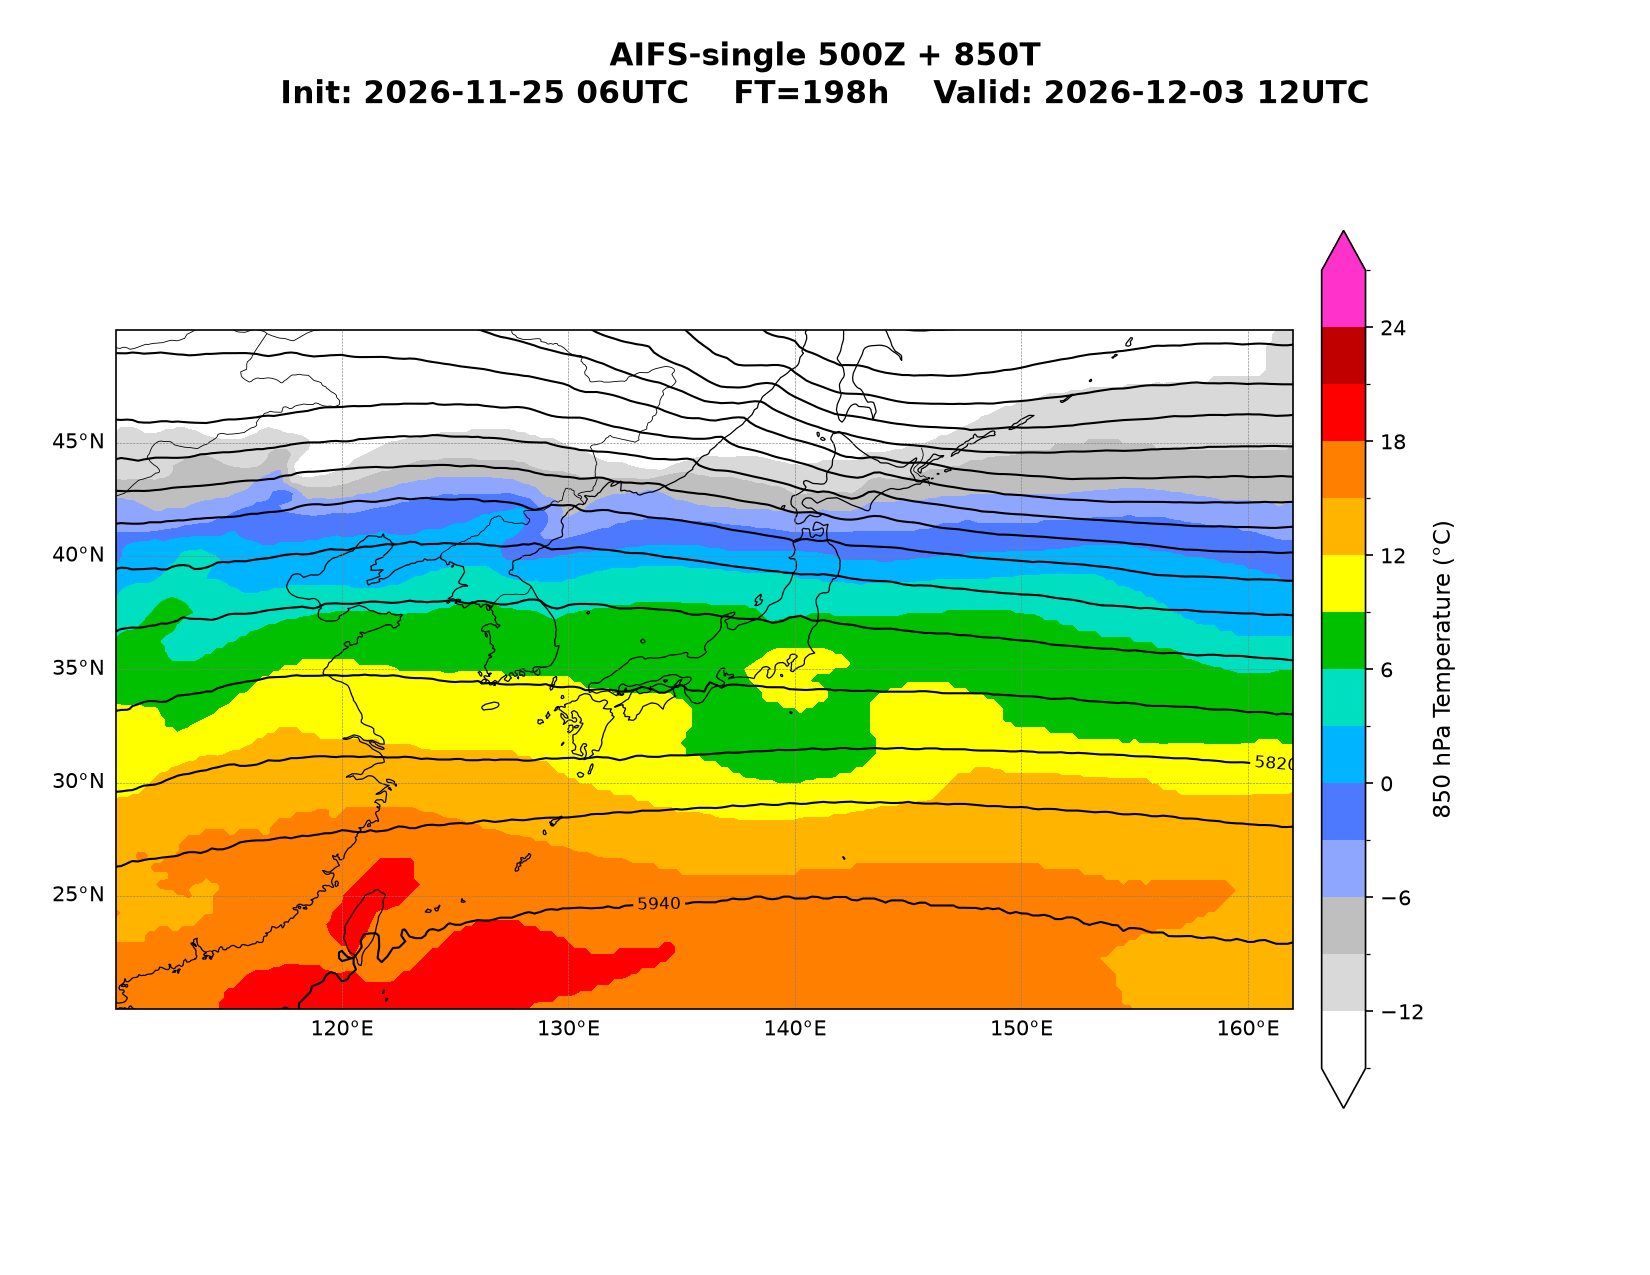 AIFS-single 500Z + 850T
Init: 2026-11-25 06UTC    FT=198h    Valid: 2026-12-03 12UTC
45°N
40°N
35°N
30°N
25°N
120°E
130°E
140°E
150°E
160°E
5820
5940
24
18
12
6
0
−6
−12
850 hPa Temperature (°C)